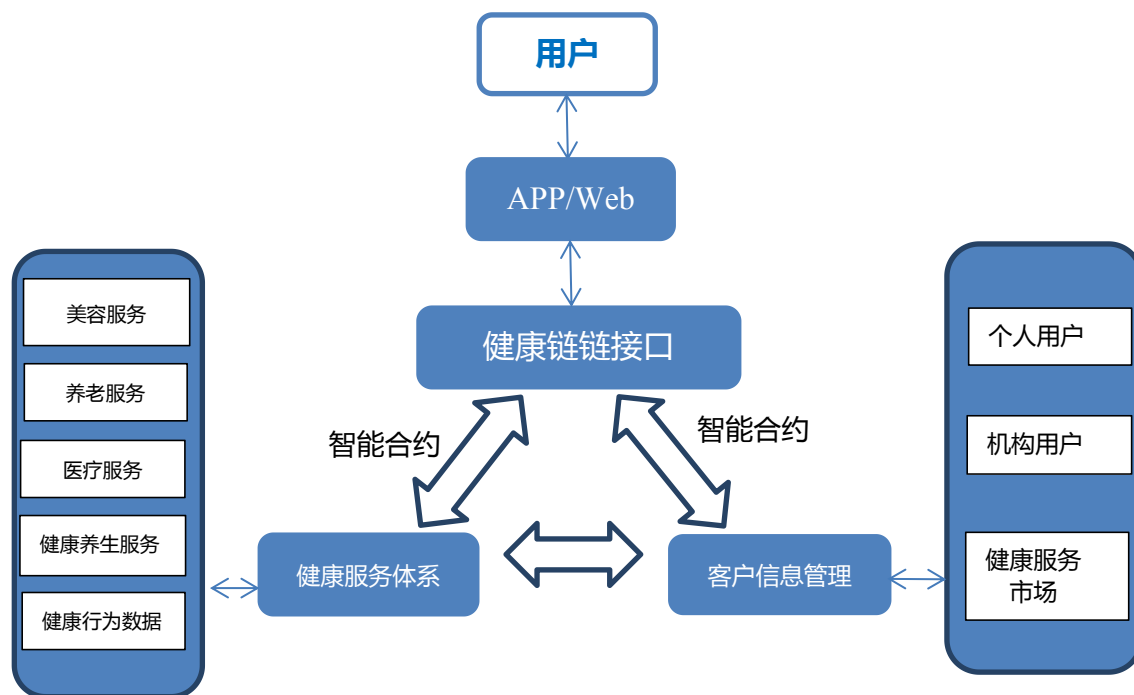 用户
APP/Web
健康链链接口
智能合约
智能合约
健康服务体系
客户信息管理
美容服务
养老服务
医疗服务
健康养生服务
健康行为数据
个人用户
机构用户
健康服务
市场